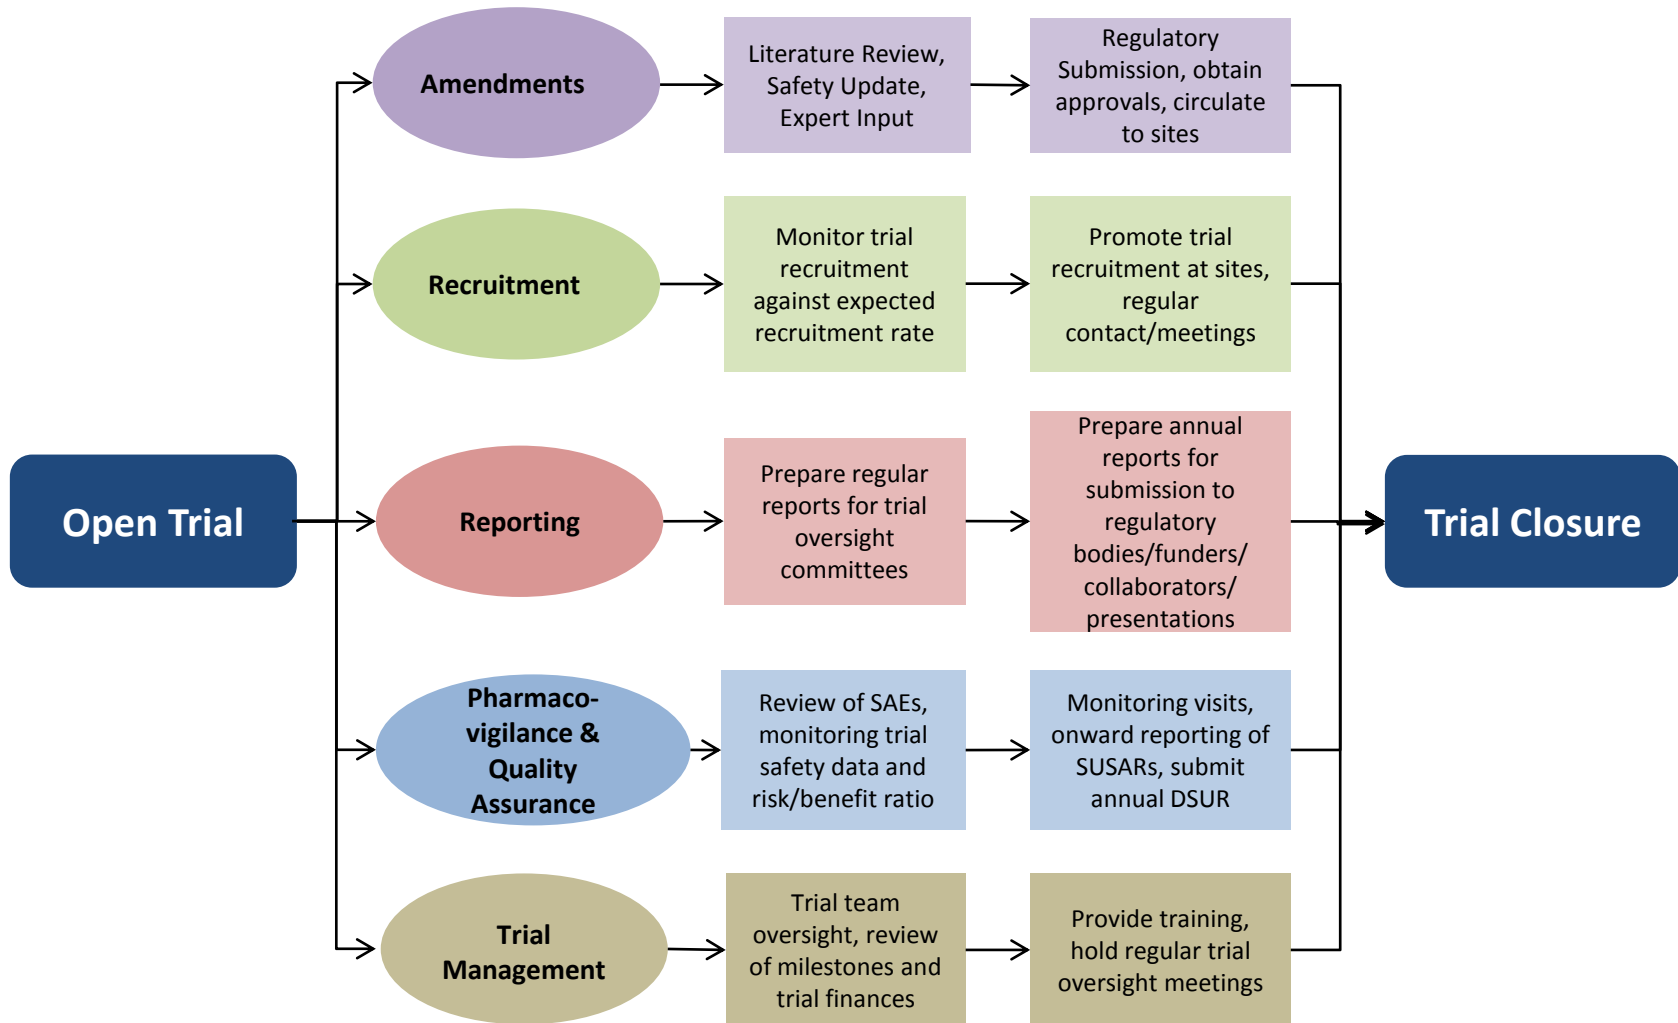 Amendments
Literature Review,
Safety Update,
Expert Input
Regulatory
Submission, obtain
approvals, circulate
to sites
Recruitment
Monitor trial
recruitment
against expected
recruitment rate
Promote trial
recruitment at sites,
regular
contact/meetings
Open Trial
Reporting
Prepare regular
reports for trial
oversight
committees
Prepare annual
reports for
submission to
regulatory
bodies/funders/
collaborators/
presentations
Trial Closure
Pharmaco-
vigilance &
Quality
Assurance
Review of SAEs,
monitoring trial
safety data and
risk/benefit ratio
Monitoring visits,
onward reporting of
SUSARs, submit
annual DSUR
Trial
Management
Trial team
oversight, review
of milestones and
trial finances
Provide training,
hold regular trial
oversight meetings